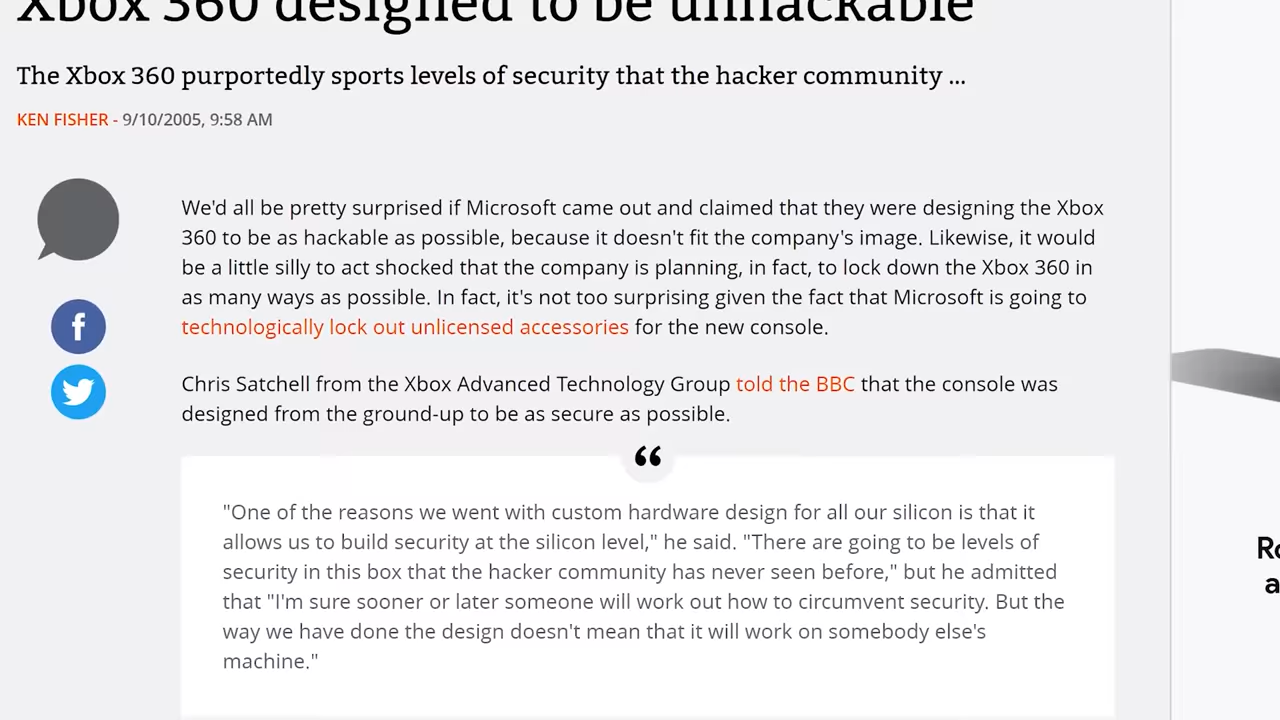 Xbox 360 designed to be unhackable
The Xbox 360 purportedly sports levels of security that the hacker community ...
KEN FISHER - 9/10/2005, 9:58 AM
We'd all be pretty surprised if Microsoft came out and claimed that they were designing the Xbox
360 to be as hackable as possible, because it doesn't fit the company's image. Likewise, it would
be a little silly to act shocked that the company is planning, in fact, to lock down the Xbox 360 in
as many ways as possible. In fact, it's not too surprising given the fact that Microsoft is going to
technologically lock out unlicensed accessories for the new console.
Chris Satchell from the Xbox Advanced Technology Group told the BBC that the console was
designed from the ground-up to be as secure as possible.
"One of the reasons we went with custom hardware design for all our silicon is that it
allows us to build security at the silicon level," he said. "There are going to be levels of
security in this box that the hacker community has never seen before," but he admitted
that "I'm sure sooner or later someone will work out how to circumvent security. But the
way we have done the design doesn't mean that it will work on somebody else's
machine."